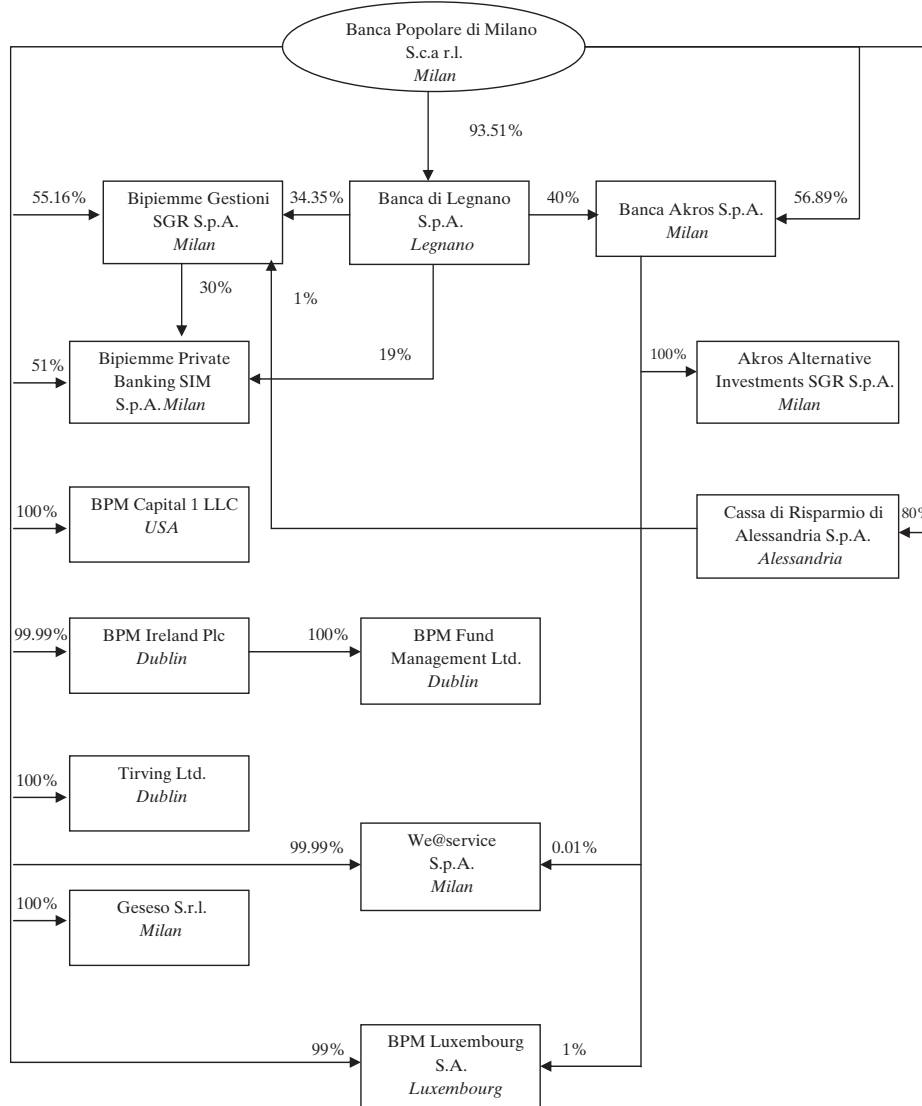 Banca Popolare di Milano
S.c.a r.l.
Milan
93.51%
55.16%
Bipiemme Gestioni
SGR S.p.A.
Milan
34.35%
Banca di Legnano
S.p.A.
Legnano
40%
Banca Akros S.p.A.
Milan
56.89%
30%
1%
51%
Bipiemme Private
Banking SIM
S.p.A. Milan
19%
100%
Akros Alternative
Investments SGR S.p.A.
Milan
100%
BPM Capital 1 LLC
USA
Cassa di Risparmio di
Alessandria S.p.A.
Alessandria
80%
99.99%
BPM Ireland Plc
Dublin
100%
BPM Fund
Management Ltd.
Dublin
100%
Tirving Ltd.
Dublin
99.99%
We@service
S.p.A.
Milan
0.01%
100%
Geseso S.r.l.
Milan
99%
BPM Luxembourg
S.A.
Luxembourg
1%